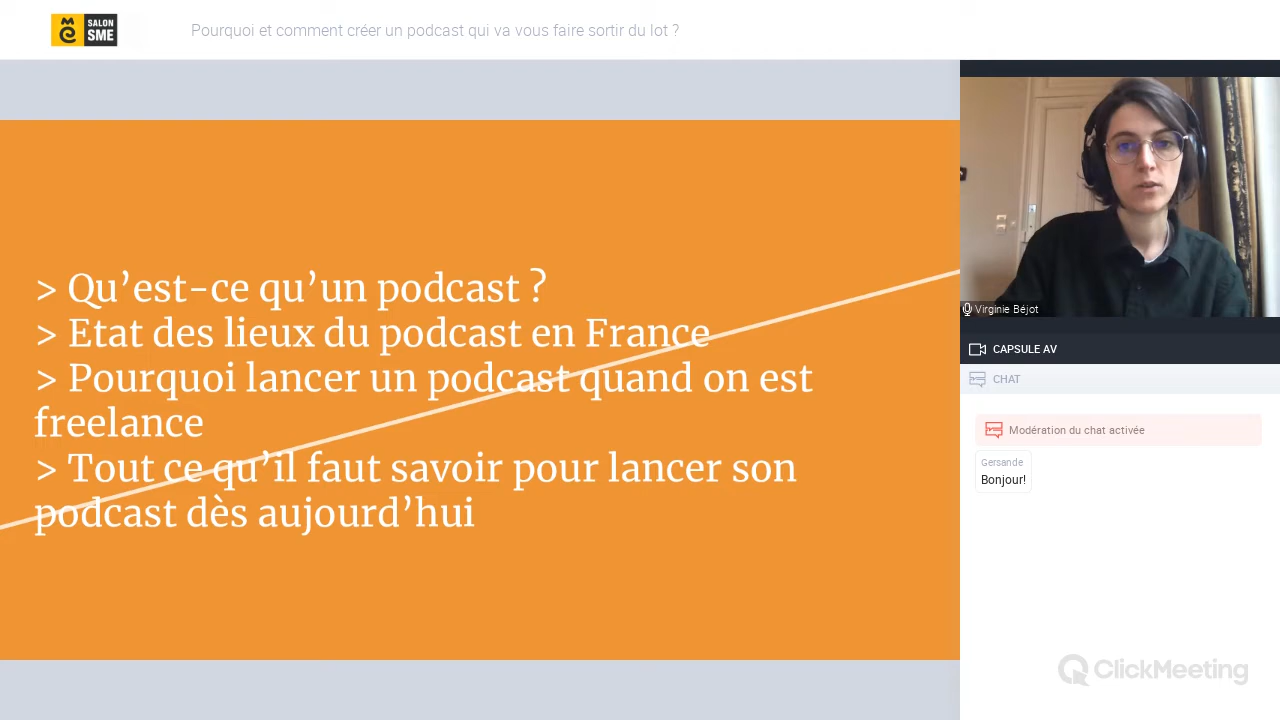 SALON
SME
Pourquoi et comment créer un podcast qui va vous faire sortir du lot ?
> Qu’est-ce qu’un podcast ?
> Etat des lieux du podcast en France
> Pourquoi lancer un podcast quand on est
freelance
> Tout ce qu’il faut savoir pour lancer son
podcast dès aujourd’hui
Virginie Béjot
CAPSULE AV
CHAT
Modération du chat activée
Gersande
Bonjour!
ClickMeeting